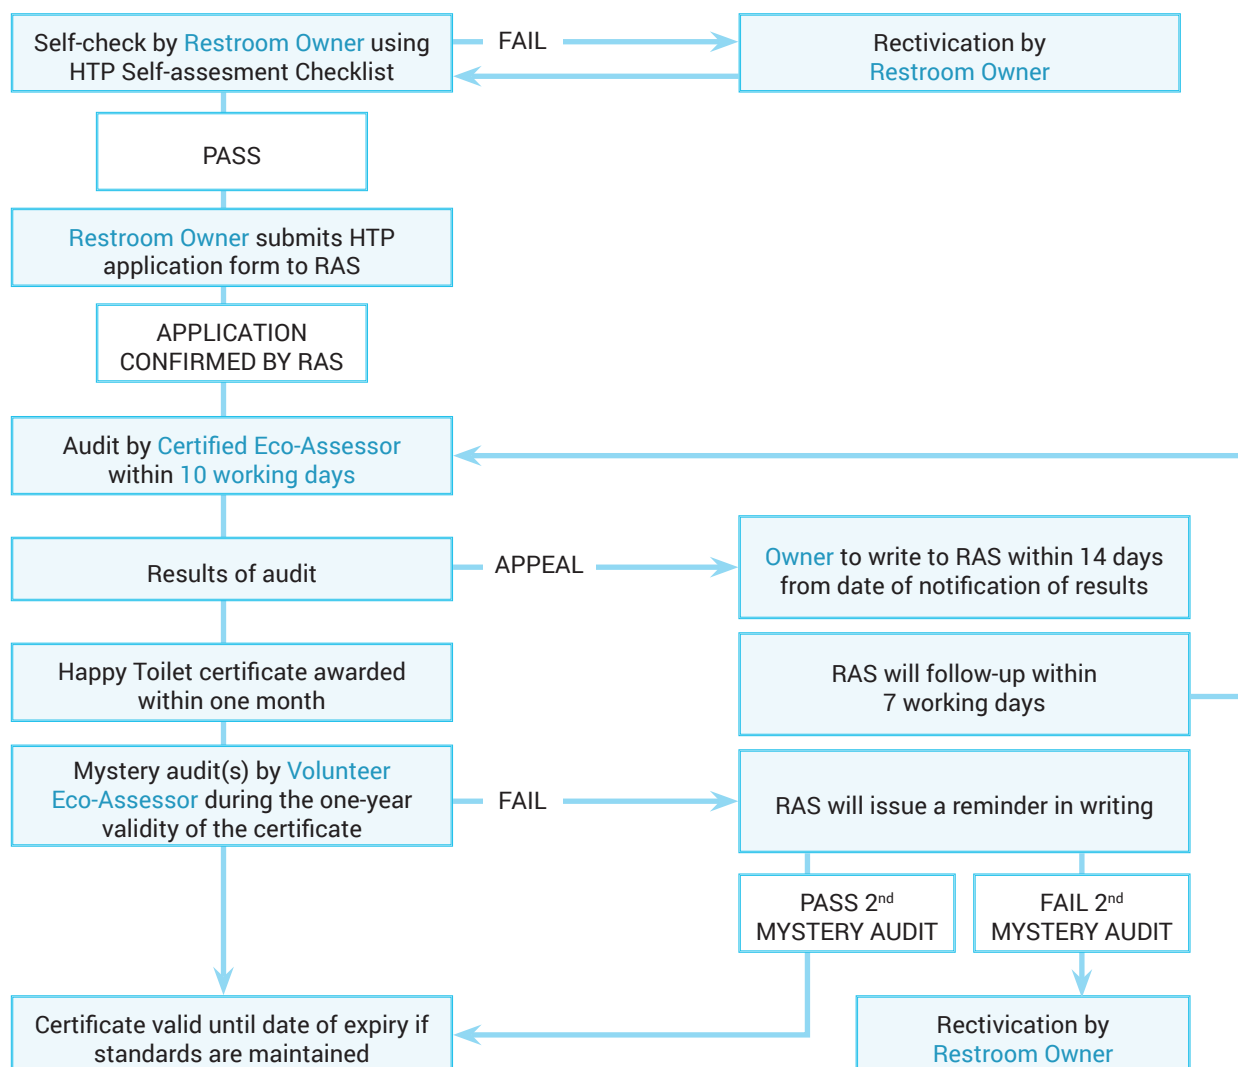 Self-check by Restroom Owner using
HTP Self-assesment Checklist
FAIL
Rectivication by
Restroom Owner
PASS
Restroom Owner submits HTP
application form to RAS
APPLICATION
CONFIRMED BY RAS
Audit by Certified Eco-Assessor
within 10 working days
Results of audit
APPEAL
Owner to write to RAS within 14 days
from date of notification of results
RAS will follow-up within
7 working days
Happy Toilet certificate awarded
within one month
Mystery audit(s) by Volunteer
Eco-Assessor during the one-year
validity of the certificate
FAIL
RAS will issue a reminder in writing
PASS 2nd
MYSTERY AUDIT
FAIL 2nd
MYSTERY AUDIT
Certificate valid until date of expiry if
standards are maintained
Rectivication by
Restroom Owner